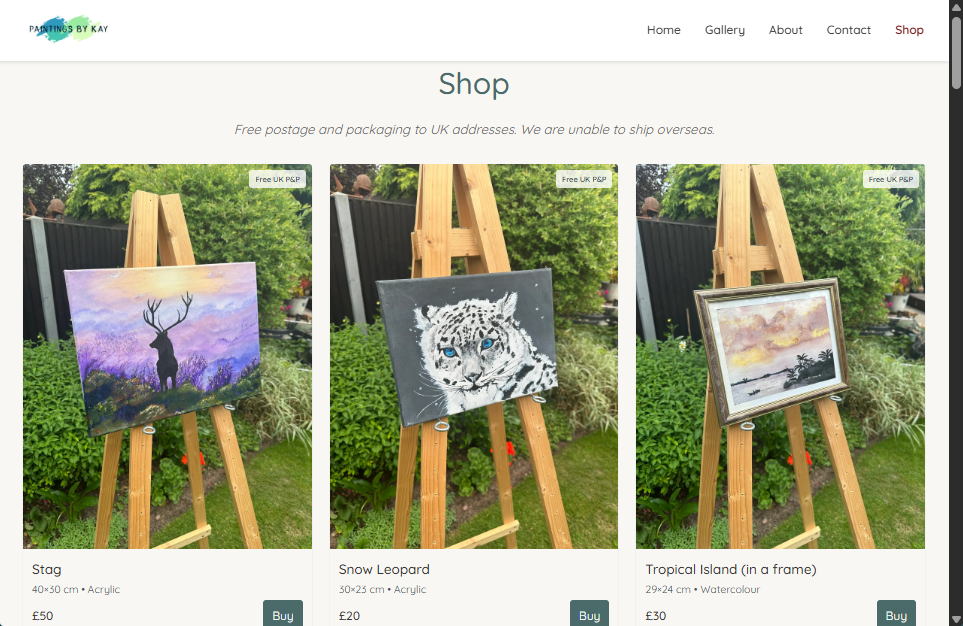 PAINTINGS BY KAY
Home Gallery About Contact Shop
Shop
Free postage and packaging to UK addresses. We are unable to ship overseas.
Free UK P&P Free UK P&P Free UK P&P
Stag Snow Leopard Tropical Island (in a frame)
40×30 cm • Acrylic 30×23 cm • Acrylic 29×24 cm • Watercolour
£50 Buy £20 Buy £30 Buy